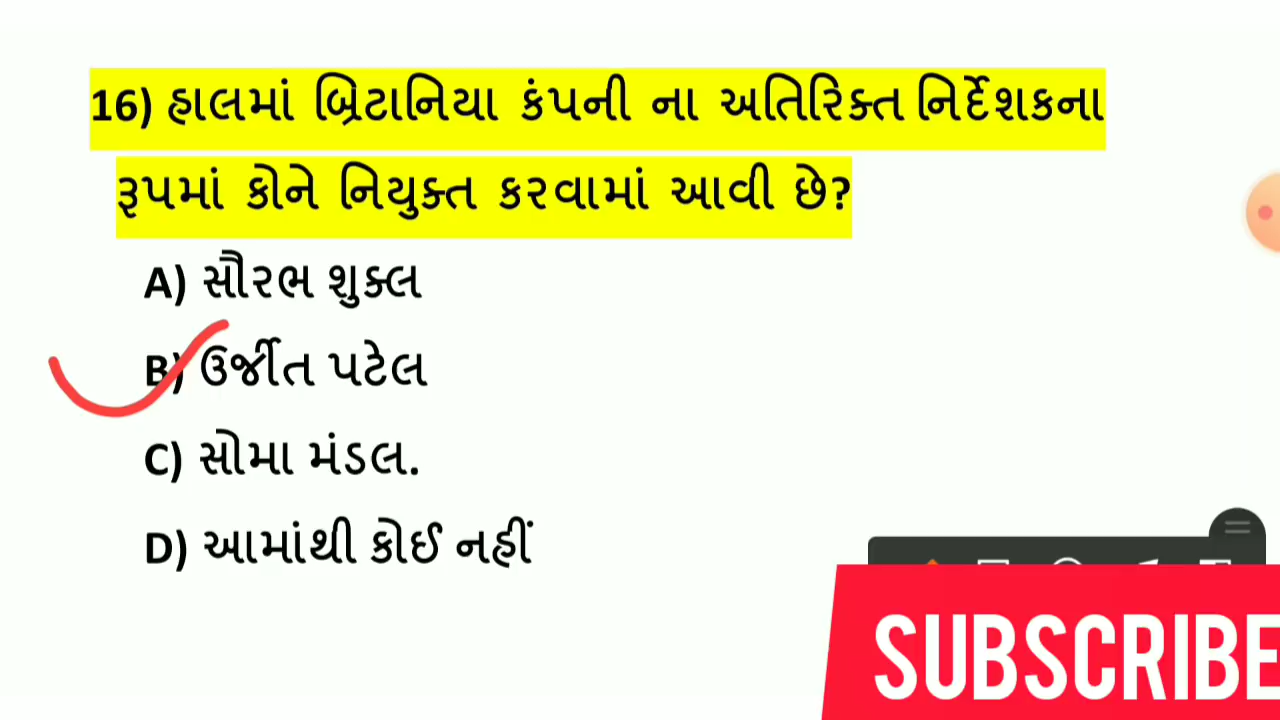 16) હાલમાં બ્રિટાનિયા કંપની ના અતિરિક્ત નિર્દેશકના
રૂપમાં કોને નિયુક્ત કરવામાં આવી છે?
A) સૌરભ શુક્લ
B) ઉર્જીત પટેલ
C) સોમા મંડલ.
D) આમાંથી કોઈ નહીં
SUBSCRIBE